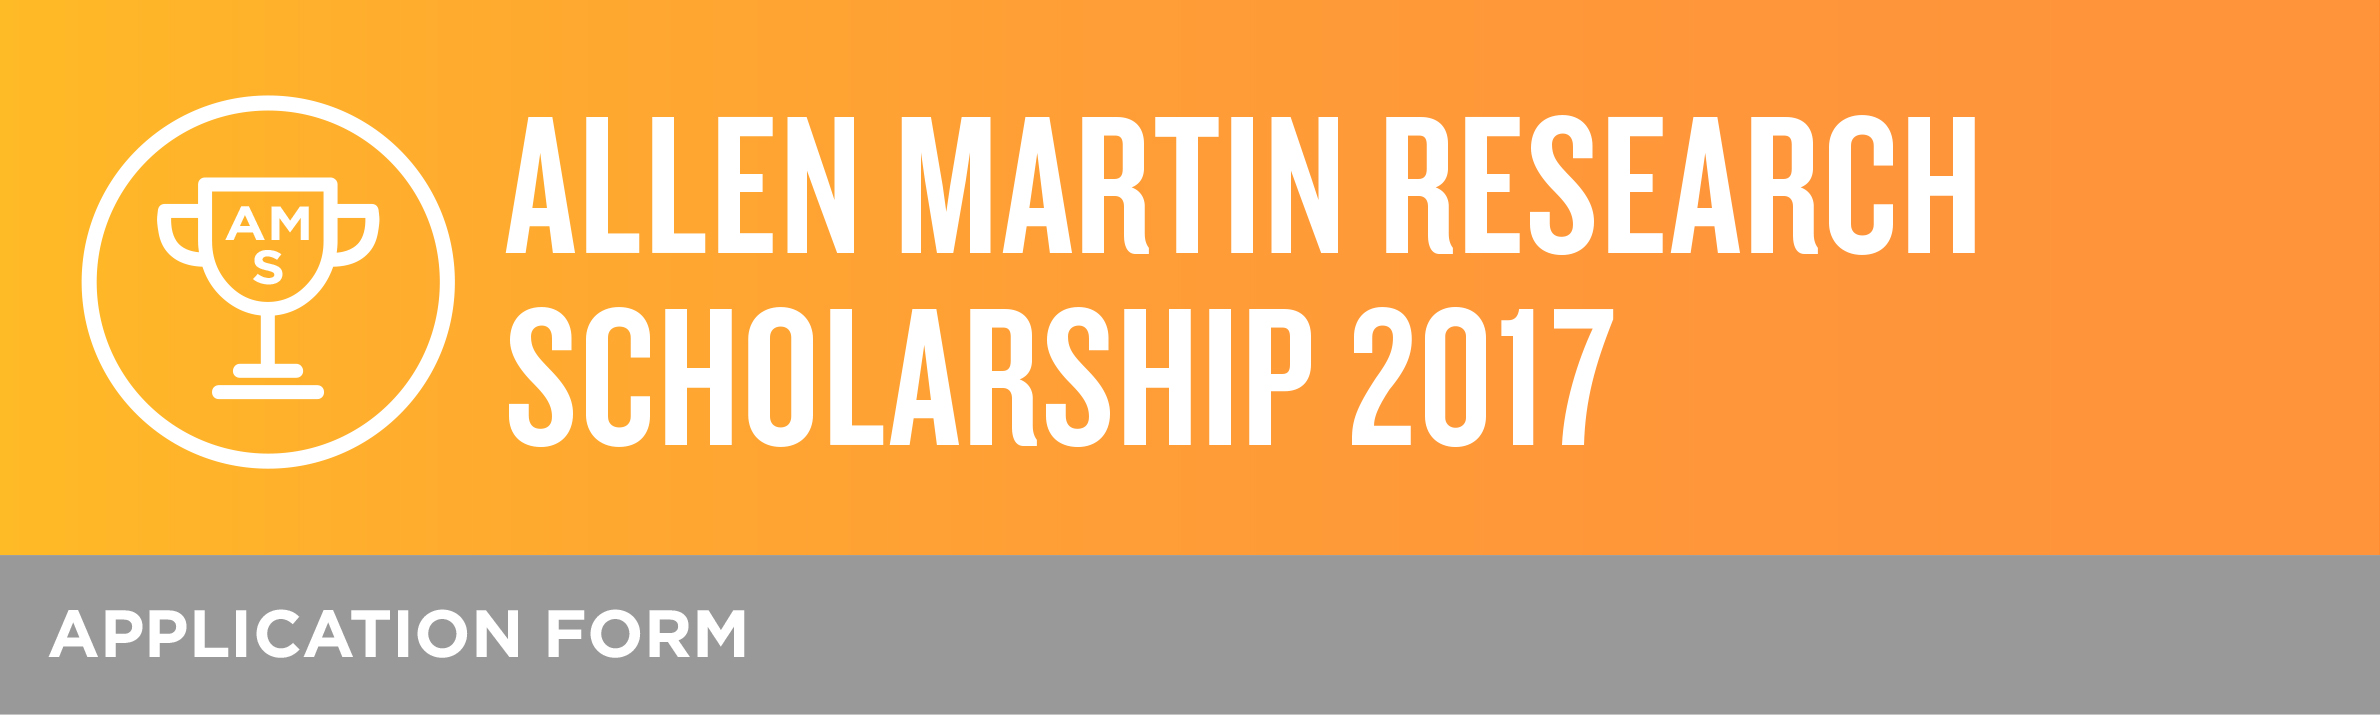 AM
S
ALLEN MARTIN RESEARCH
SCHOLARSHIP 2017
APPLICATION FORM